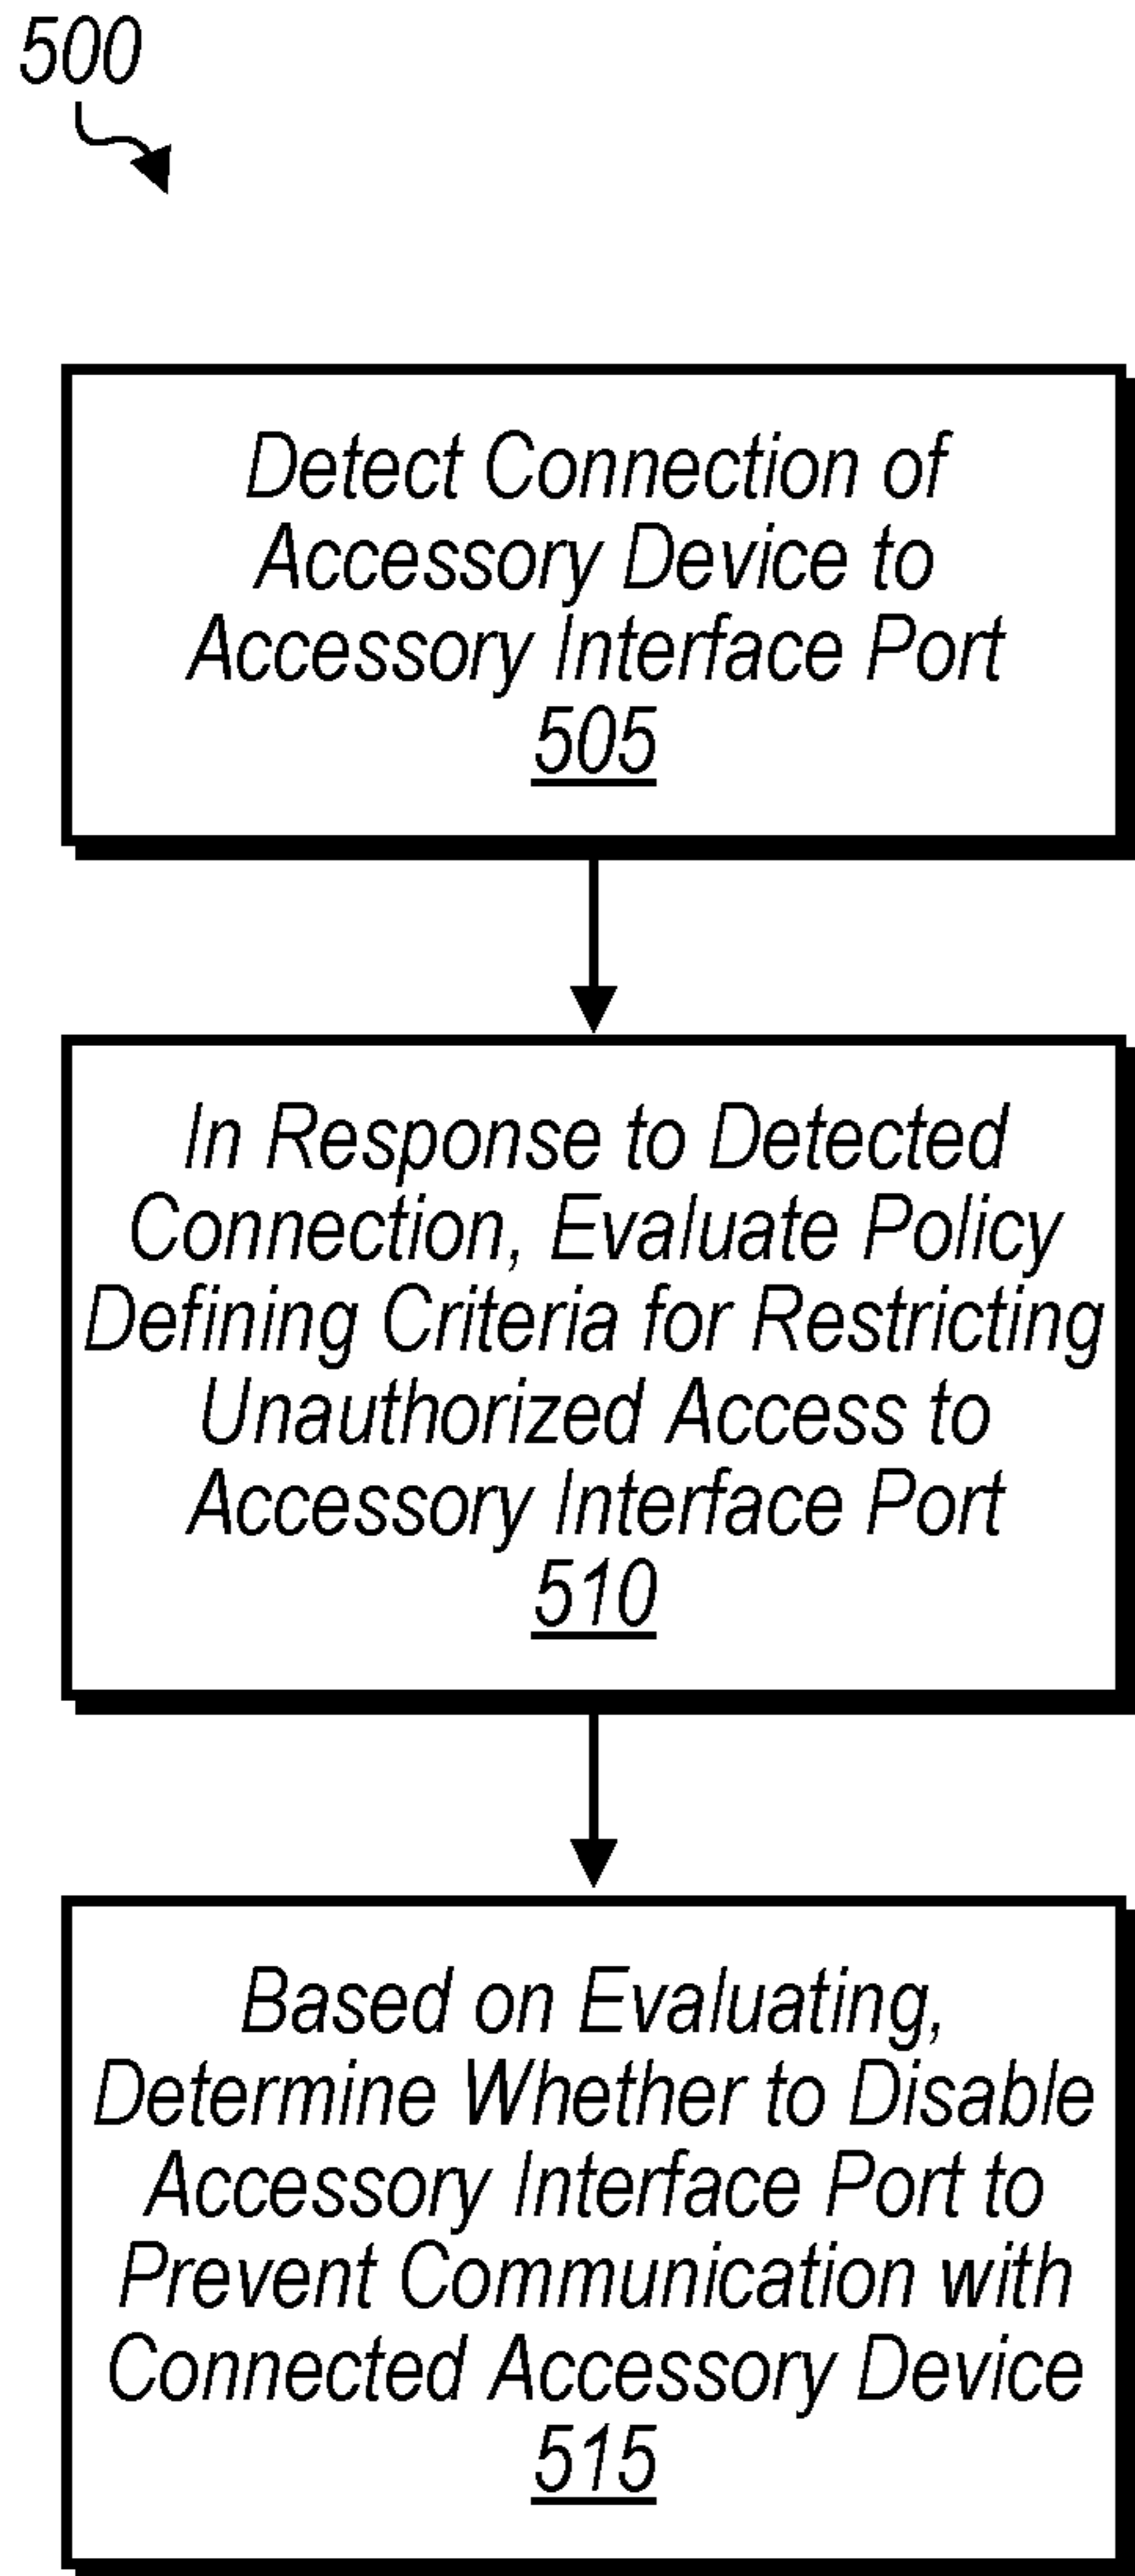 500
Detect Connection of
Accessory Device to
Accessory Interface Port
505
In Response to Detected
Connection, Evaluate Policy
Defining Criteria for Restricting
Unauthorized Access to
Accessory Interface Port
510
Based on Evaluating,
Determine Whether to Disable
Accessory Interface Port to
Prevent Communication with
Connected Accessory Device
515